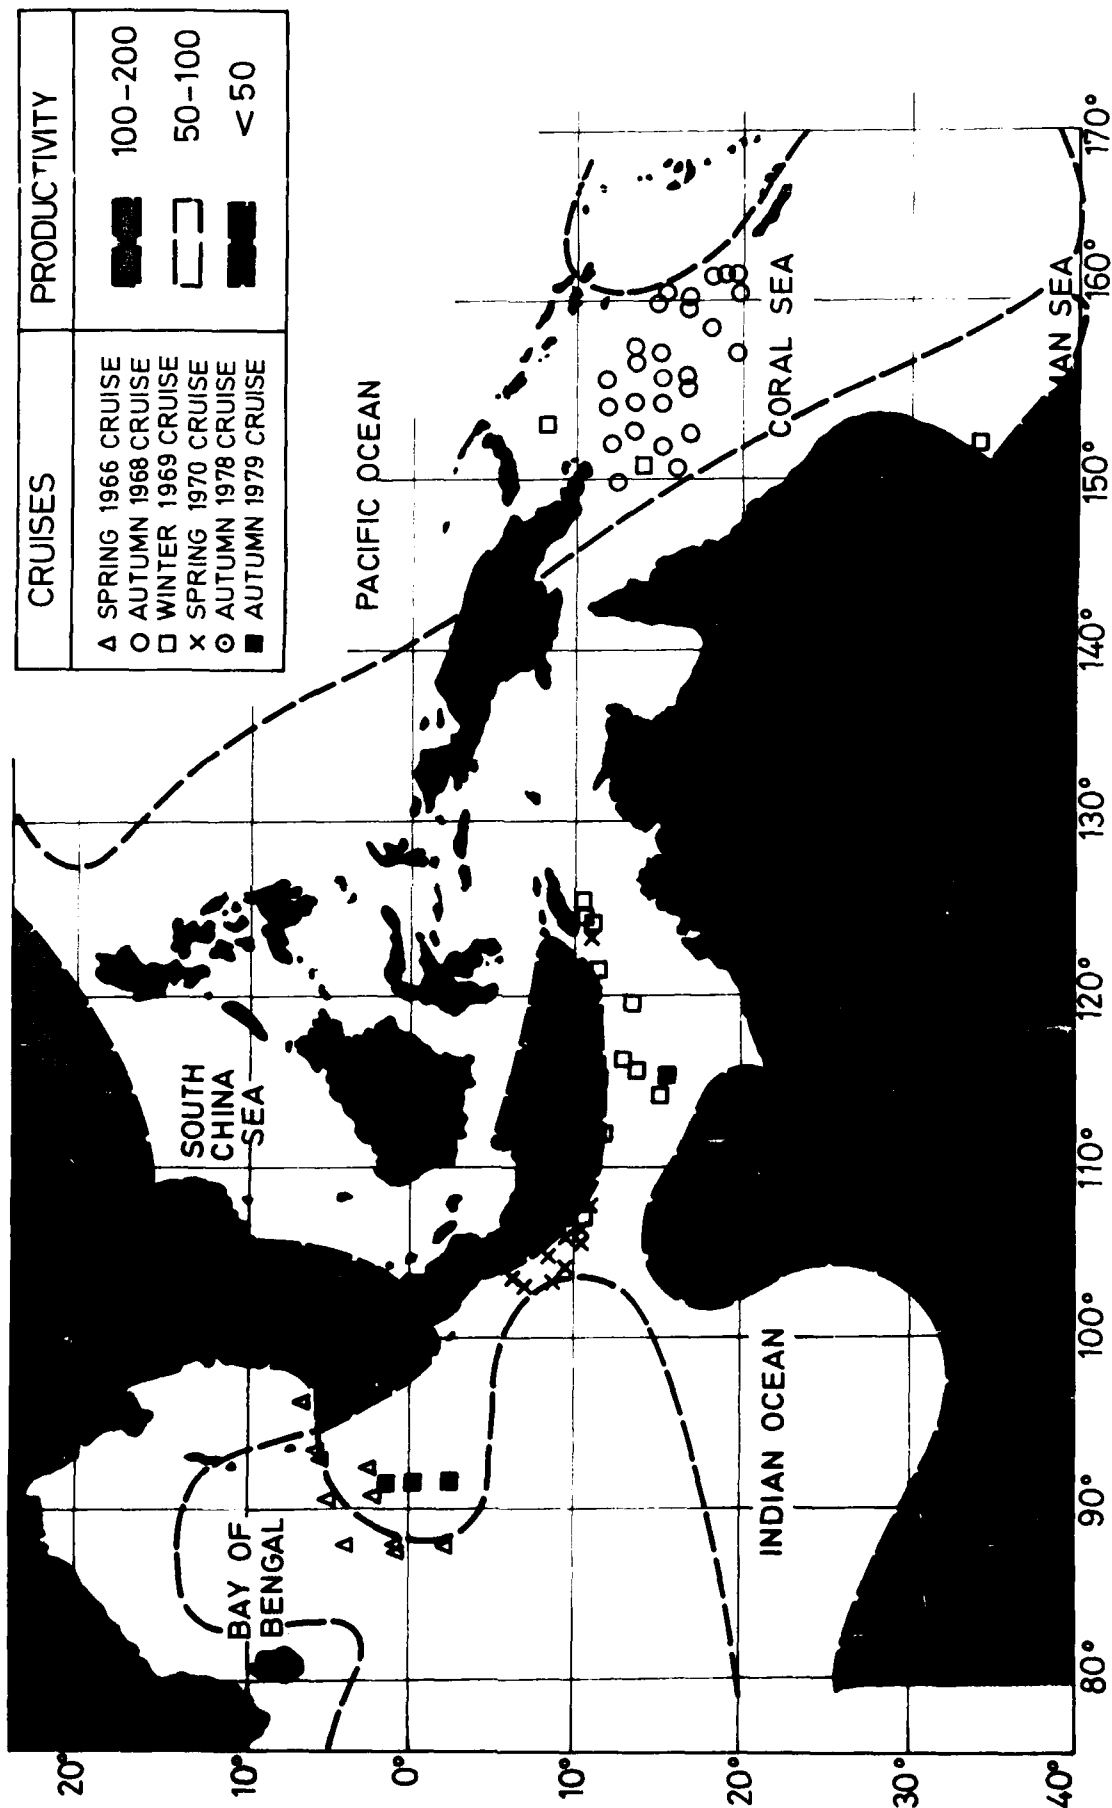 CRUISES
PRODUCTIVITY
△ SPRING 1966 CRUISE
○ AUTUMN 1968 CRUISE
□ WINTER 1969 CRUISE
× SPRING 1970 CRUISE
⊙ AUTUMN 1978 CRUISE
■ AUTUMN 1979 CRUISE
100-200
50-100
< 50
PACIFIC OCEAN
SOUTH
CHINA
SEA
BAY OF
BENGAL
INDIAN OCEAN
CORAL SEA
MAN SEA
20°
10°
0°
10°
20°
30°
40°
80°
90°
100°
110°
120°
130°
140°
150°
160°
170°